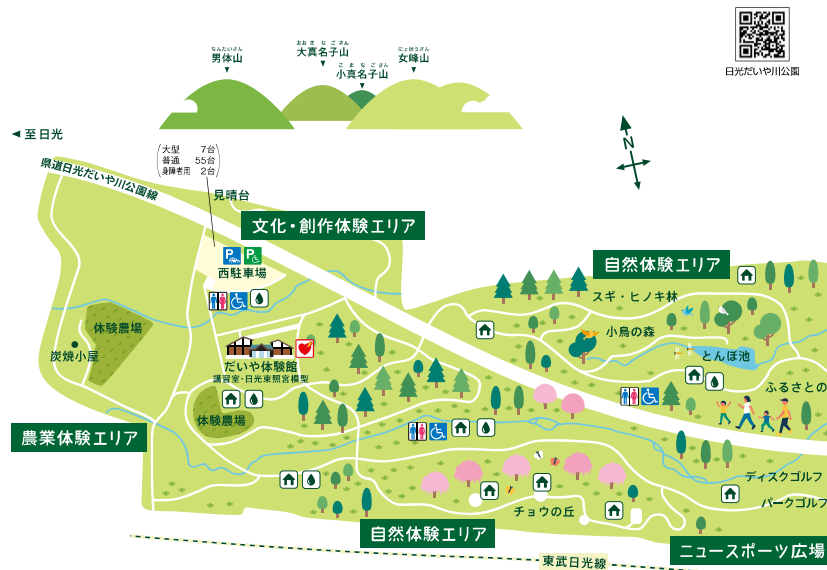 なんたいさん
男体山
おおまなごさん
大真名子山
こまなごさん
小真名子山
にょほうさん
女峰山
日光だいや川公園
N
◀至日光
大型 7台
普通 55台
身障者用 2台
県道日光だいや川公園線
見晴台
文化・創作体験エリア
P P
西駐車場
自然体験エリア
スギ・ヒノキ林
小鳥の森
とんぼ池
ふるさとの
体験農場
炭焼小屋
だいや体験館
講習室・日光東照宮模型
体験農場
農業体験エリア
ディスクゴルフ
パークゴルフ
チョウの丘
自然体験エリア
ニュースポーツ広場
東武日光線